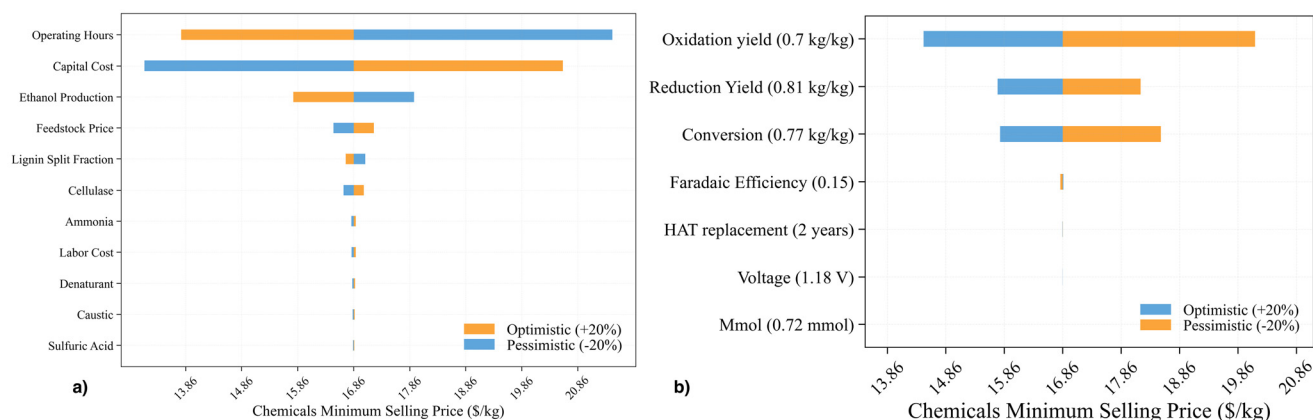 Operating Hours
Capital Cost
Ethanol Production
Feedstock Price
Lignin Split Fraction
Cellulase
Ammonia
Labor Cost
Denaturant
Caustic
Sulfuric Acid
Optimistic (+20%)
Pessimistic (-20%)
13.86 14.86 15.86 16.86 17.86 18.86 19.86 20.86
a)
Chemicals Minimum Selling Price ($/kg)
Oxidation yield (0.7 kg/kg)
Reduction Yield (0.81 kg/kg)
Conversion (0.77 kg/kg)
Faradaic Efficiency (0.15)
HAT replacement (2 years)
Voltage (1.18 V)
Mmol (0.72 mmol)
Optimistic (+20%)
Pessimistic (-20%)
13.86 14.86 15.86 16.86 17.86 18.86 19.86 20.86
b)
Chemicals Minimum Selling Price ($/kg)